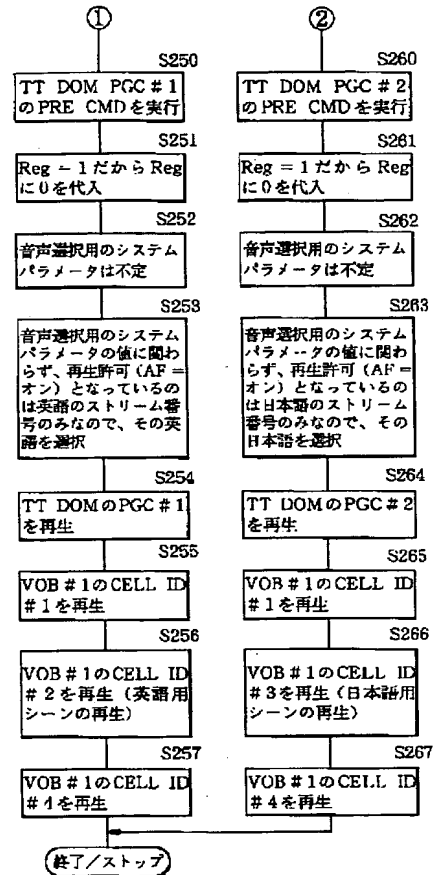 ①
S250
TT DOM PGC#1
のPRE CMDを実行
S251
Reg=1だからReg
に0を代入
S252
音声選択用のシステム
パラメータは不定
S253
音声選択用のシステム
パラメータの値に関わ
らず、再生許可(AF=
オン)となっているの
は英語のストリーム番
号のみなので、その英
語を選択
S254
TT DOMのPGC#1
を再生
S255
VOB#1のCELL ID
#1を再生
S256
VOB#1のCELL ID
#2を再生(英語用
シーンの再生)
S257
VOB#1のCELL ID
#4を再生
終了/ストップ
②
S260
TT DOM PGC#2
のPRE CMDを実行
S261
Reg=1だからReg
に0を代入
S262
音声選択用のシステム
パラメータは不定
S263
音声選択用のシステム
パラメータの値に関わ
らず、再生許可(AF=
オン)となっているの
は日本語のストリーム
番号のみなので、その
日本語を選択
S264
TT DOMのPGC#2
を再生
S265
VOB#1のCELL ID
#1を再生
S266
VOB#1のCELL ID
#3を再生(日本語用
シーンの再生)
S267
VOB#1のCELL ID
#4を再生